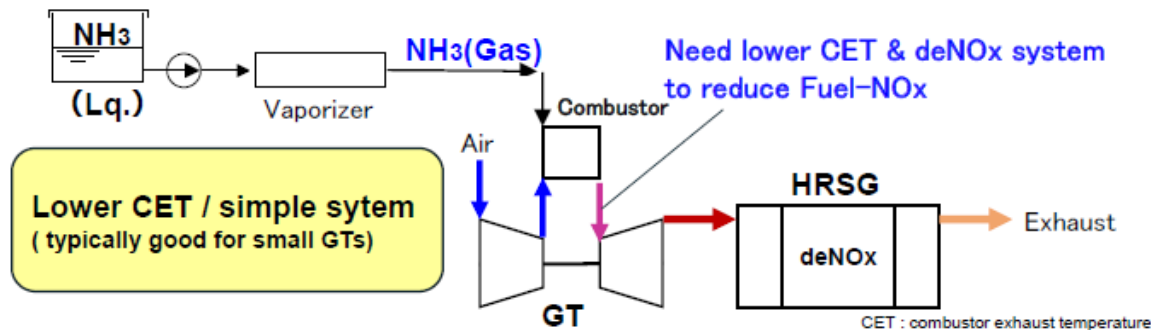 NH3
(Lq.)
Vaporizer
NH3(Gas)
Combustor
Need lower CET & deNOx system
to reduce Fuel-NOx
Air
Lower CET / simple sytem
( typically good for small GTs)
GT
HRSG
deNOx
Exhaust
CET : combustor exhaust temperature